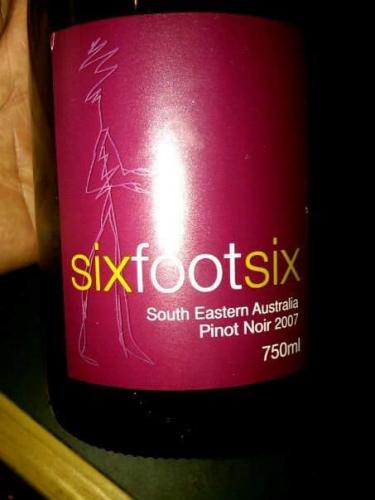 sixfootsix
South Eastern Australia
Pinot Noir 2007
750ml